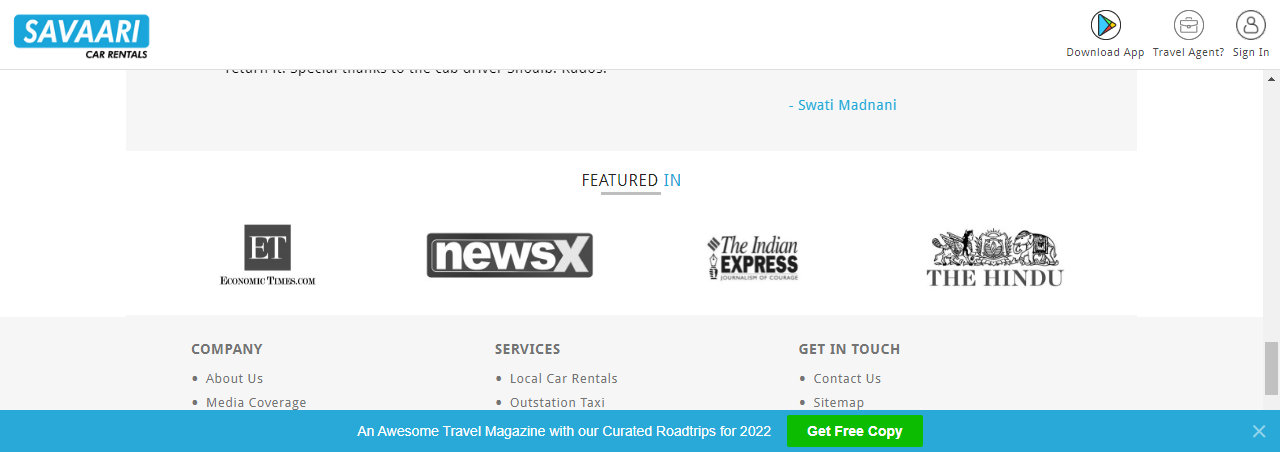 SAVAARI
CAR RENTALS
Download App
Travel Agent?
Sign In
return it. Special thanks to the cab driver Shoaib. Kudos.
- Swati Madnani
FEATURED IN
ET
ECONOMIC TIMES.COM
newsX
The Indian
EXPRESS
JOURNALISM OF COURAGE
THE HINDU
COMPANY
SERVICES
GET IN TOUCH
• About Us
• Local Car Rentals
• Contact Us
• Media Coverage
• Outstation Taxi
• Sitemap
An Awesome Travel Magazine with our Curated Roadtrips for 2022
Get Free Copy